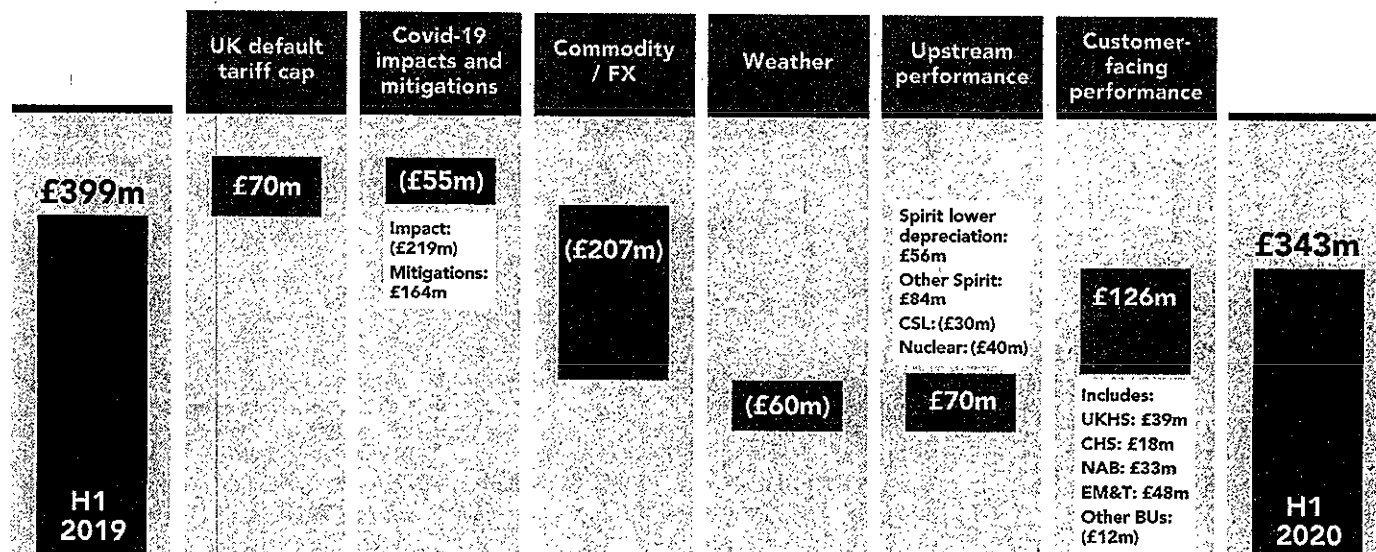 UK default
tariff cap
Covid-19
impacts and
mitigations
Commodity
/ FX
Weather
Upstream
performance
Customer-
facing
performance
£399m
H1
2019
£70m
(£55m)
Impact:
(£219m)
Mitigations:
£164m
(£207m)
(£60m)
Spirit lower
depreciation:
£56m
Other Spirit:
£84m
CSL: (£30m)
Nuclear: (£40m)
£70m
£126m
Includes:
UKHS: £39m
CHS: £18m
NAB: £33m
EM&T: £48m
Other BUs:
(£12m)
£343m
H1
2020